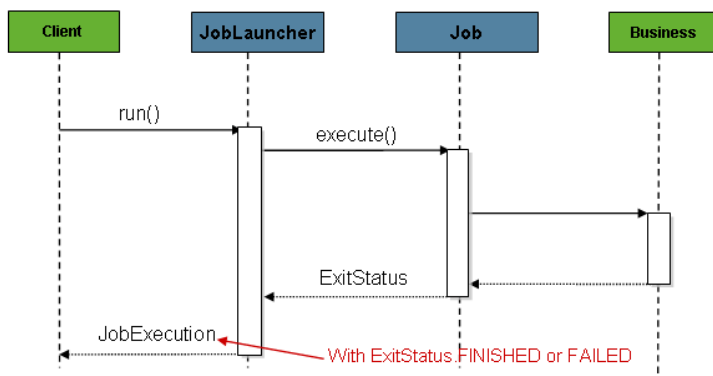 Client
JobLauncher
Job
Business
run()
execute()
ExitStatus
JobExecution
With ExitStatus.FINISHED or FAILED